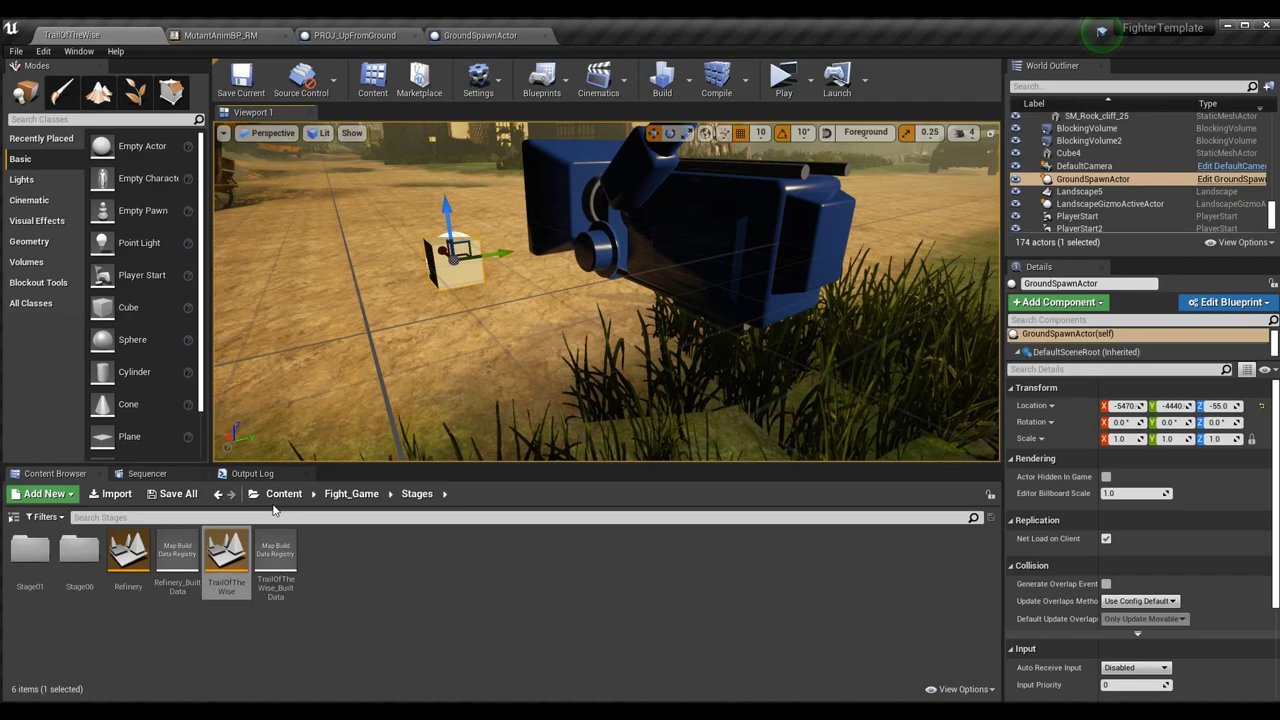 TrailOfTheWise
MutantAnimBP_RM
PROJ_UpFromGround
GroundSpawnActor
FighterTemplate
File Edit Window Help
Modes
Search Classes
Recently Placed
Basic
Lights
Cinematic
Visual Effects
Geometry
Volumes
Blockout Tools
All Classes
Empty Actor
Empty Charact
Empty Pawn
Point Light
Player Start
Cube
Sphere
Cylinder
Cone
Plane
Save Current
Source Control
Content
Marketplace
Settings
Blueprints
Cinematics
Build
Compile
Play
Launch
Viewport 1
Perspective
Lit
Show
10
10°
Foreground
0.25
4
World Outliner
Search...
Label
Type
SM_Rock_cliff_25 StaticMeshActor
BlockingVolume BlockingVolume
BlockingVolume2 BlockingVolume
Cube4 StaticMeshActor
DefaultCamera Edit DefaultCame
GroundSpawnActor Edit GroundSpaw
Landscape5 Landscape
LandscapeGizmoActiveActor LandscapeGizmoA
PlayerStart PlayerStart
PlayerStart2 PlayerStart
174 actors (1 selected)
View Options
Details
GroundSpawnActor
Add Component
Edit Blueprint
Search Components
GroundSpawnActor(self)
DefaultSceneRoot (Inherited)
Search Details
Transform
Location X -5470. Y -4440. Z -55.0
Rotation X 0.0° Y 0.0° Z 0.0°
Scale X 1.0 Y 1.0 Z 1.0
Rendering
Actor Hidden In Game
Editor Billboard Scale 1.0
Replication
Net Load on Client
Collision
Generate Overlap Event
Update Overlaps Metho Use Config Default
Default Update Overlap Only Update Movable
Input
Auto Receive Input Disabled
Input Priority 0
Content Browser
Sequencer
Output Log
Add New
Import
Save All
Content
Fight_Game
Stages
Filters
Search Stages
Map Build
Data Registry
Map Build
Data Registry
Stage01
Stage06
Refinery
Refinery_Built
Data
TrailOfThe
Wise
TrailOfThe
Wise_Built
Data
6 items (1 selected)
View Options